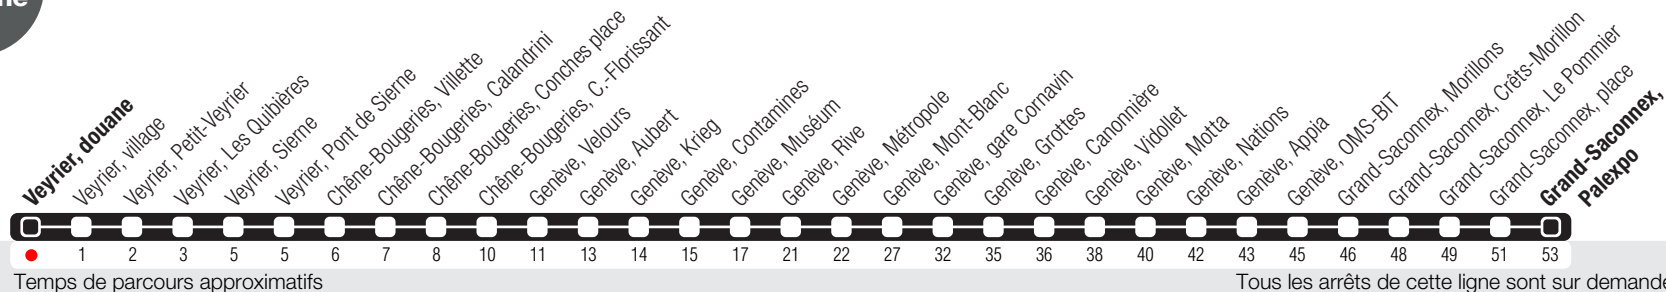 Veyrier, douane
Veyrier, village
Veyrier, Petit-Veyrier
Veyrier, Les Quibières
Veyrier, Sierne
Veyrier, Pont de Sierne
Chêne-Bougeries, Villette
Chêne-Bougeries, Calandrini
Chêne-Bougeries, Conches place
Chêne-Bougeries, C.-Florissant
Genève, Velours
Genève, Aubert
Genève, Krieg
Genève, Contamines
Genève, Muséum
Genève, Rive
Genève, Métropole
Genève, Mont-Blanc
Genève, gare Cornavin
Genève, Grottes
Genève, Canonnière
Genève, Vidollet
Genève, Motta
Genève, Nations
Genève, Appia
Genève, OMS-BIT
Grand-Saconnex, Morillons
Grand-Saconnex, Crêts-Morillon
Grand-Saconnex, Le Pommier
Grand-Saconnex, place
Grand-Saconnex,
Palexpo
1 2 3 5 5 6 7 8 10 11 13 14 15 17 21 22 27 32 35 36 38 40 42 43 45 46 48 49 51 53
Temps de parcours approximatifs
Tous les arrêts de cette ligne sont sur demande